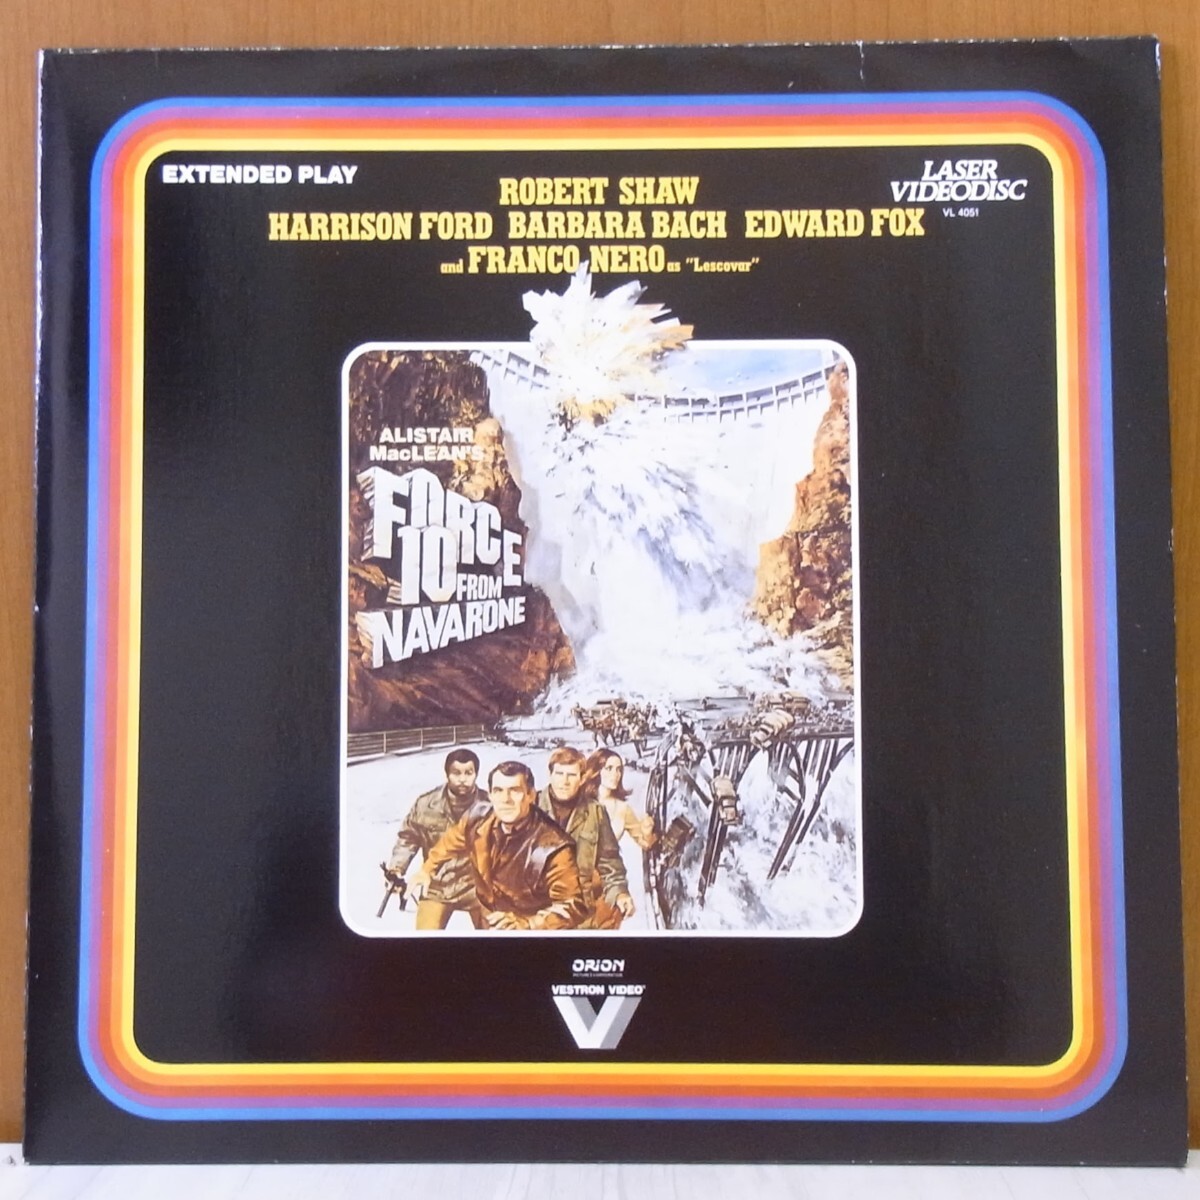 EXTENDED PLAY
LASER
VIDEODISC
VL 4051
ROBERT SHAW
HARRISON FORD BARBARA BACH EDWARD FOX
and FRANCO NERO as "Lescovar"
ALISTAIR
MacLEAN'S
FORCE
10 FROM
NAVARONE
ORION
VESTRON VIDEO
V